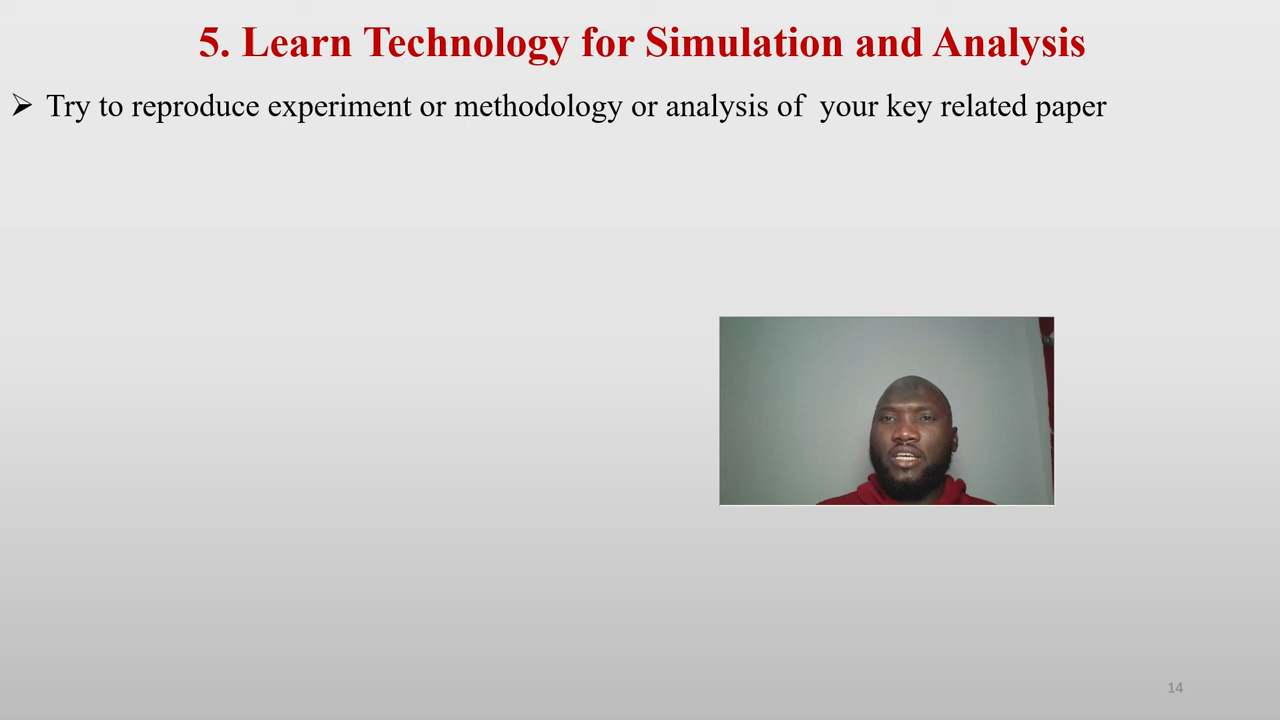 5. Learn Technology for Simulation and Analysis
➢ Try to reproduce experiment or methodology or analysis of  your key related paper
14